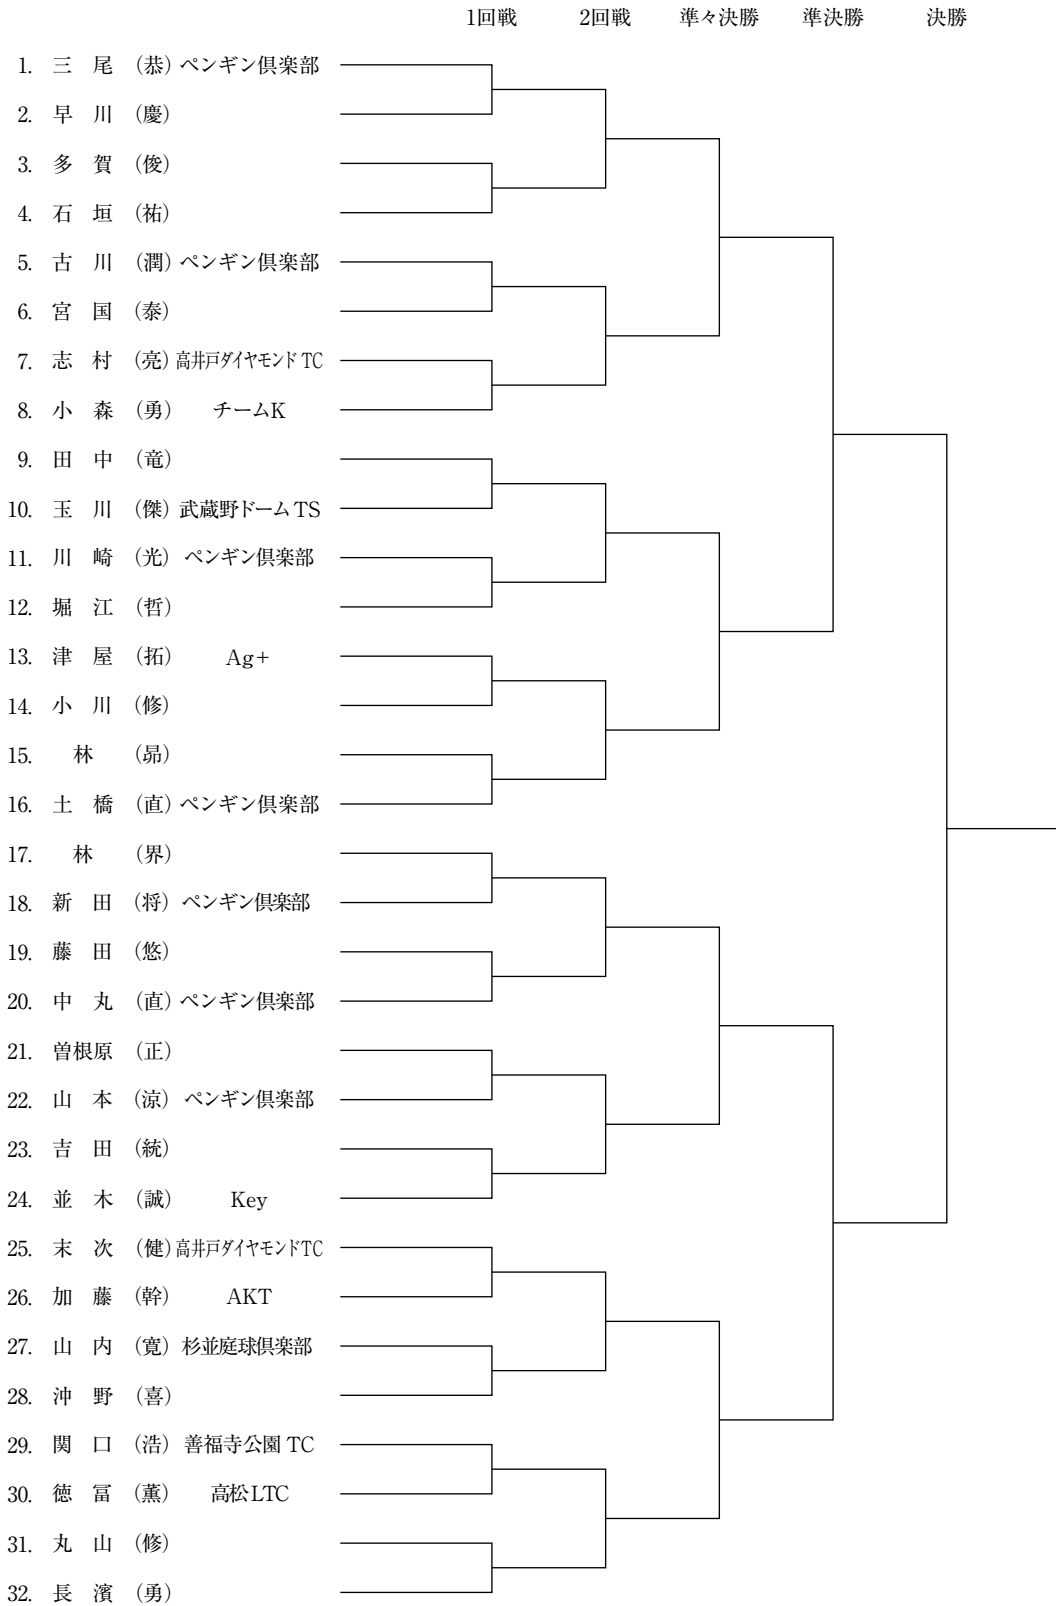 1回戦 2回戦 準々決勝 準決勝 決勝
1. 三 尾 (恭) ペンギン倶楽部
2. 早 川 (慶)
3. 多 賀 (俊)
4. 石 垣 (祐)
5. 古 川 (潤) ペンギン倶楽部
6. 宮 国 (泰)
7. 志 村 (亮) 高井戸ダイヤモンド TC
8. 小 森 (勇) チームK
9. 田 中 (竜)
10. 玉 川 (傑) 武蔵野ドーム TS
11. 川 崎 (光) ペンギン倶楽部
12. 堀 江 (哲)
13. 津 屋 (拓) Ag+
14. 小 川 (修)
15. 林 (昴)
16. 土 橋 (直) ペンギン倶楽部
17. 林 (界)
18. 新 田 (将) ペンギン倶楽部
19. 藤 田 (悠)
20. 中 丸 (直) ペンギン倶楽部
21. 曽根原 (正)
22. 山 本 (涼) ペンギン倶楽部
23. 吉 田 (統)
24. 並 木 (誠) Key
25. 末 次 (健) 高井戸ダイヤモンドTC
26. 加 藤 (幹) AKT
27. 山 内 (寛) 杉並庭球倶楽部
28. 沖 野 (喜)
29. 関 口 (浩) 善福寺公園 TC
30. 徳 冨 (薫) 高松LTC
31. 丸 山 (修)
32. 長 濱 (勇)